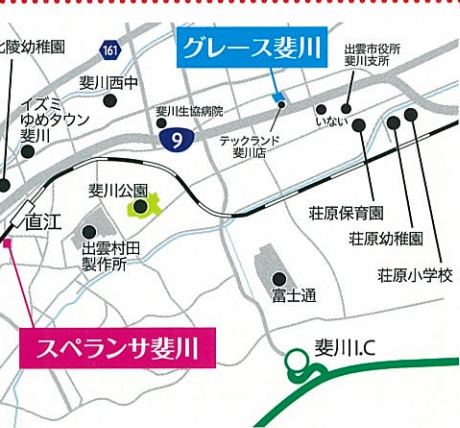 北陵幼稚園
161
グレース斐川
出雲市役所
斐川支所
斐川西中
イズミ
ゆめタウン
斐川
斐川生協病院
9
テックランド
斐川店
いない
斐川公園
直江
荘原保育園
出雲村田
製作所
荘原幼稚園
荘原小学校
富士通
スペランサ斐川
斐川I.C